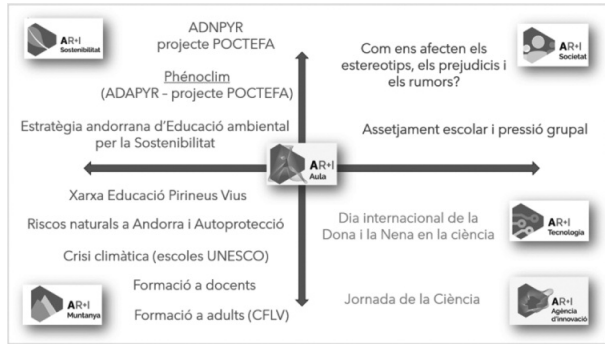 AR+I
Sostenibilitat
ADNPYR
projecte POCTEFA
Phénoclim
(ADAPYR – projecte POCTEFA)
Estratègia andorrana d'Educació ambiental
per la Sostenibilitat
Com ens afecten els
estereotips, els prejudicis i
els rumors?
AR+I
Societat
Assetjament escolar i pressió grupal
AR+I
Aula
Xarxa Educació Pirineus Vius
Riscos naturals a Andorra i Autoprotecció
Crisi climàtica (escoles UNESCO)
Formació a docents
Formació a adults (CFLV)
AR+I
Muntanya
Dia internacional de la
Dona i la Nena en la ciència
AR+I
Tecnologia
Jornada de la Ciència
AR+I
Agència
d'innovació